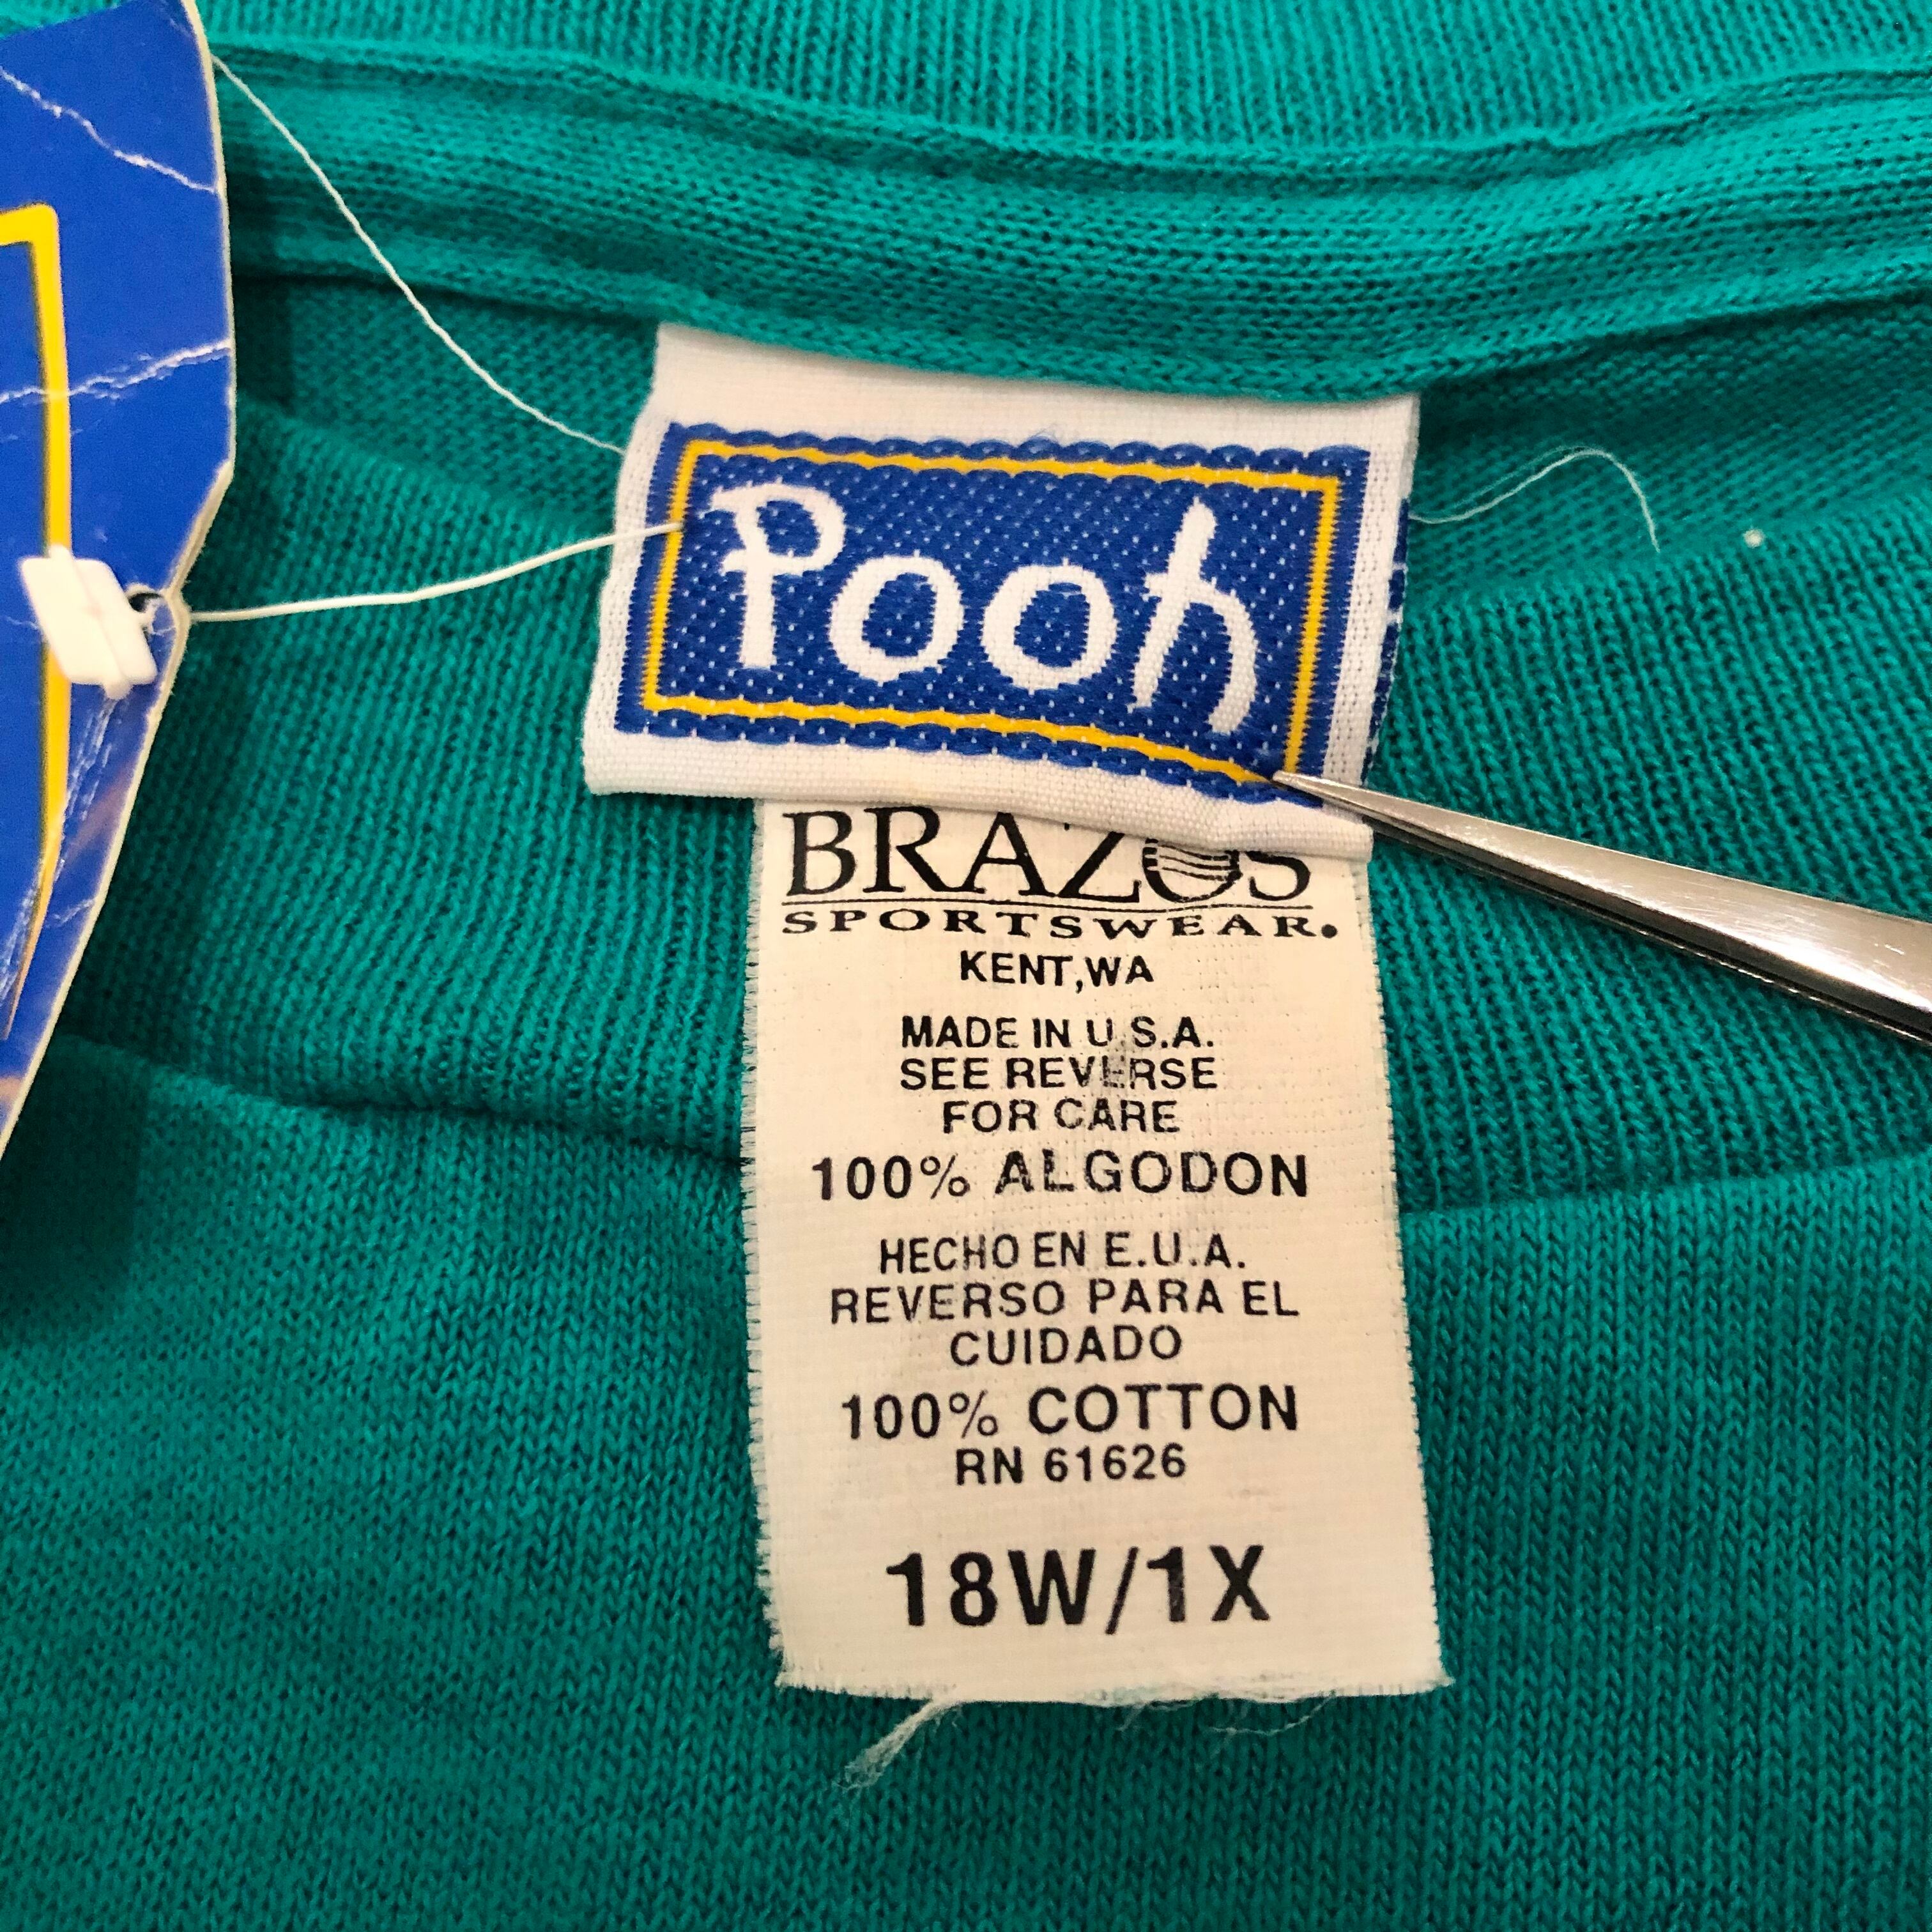 Pooh
BRAZOS
SPORTSWEAR.
KENT,WA
MADE IN U.S.A.
SEE REVERSE
FOR CARE
100% ALGODON
HECHO EN E.U.A.
REVERSO PARA EL
CUIDADO
100% COTTON
RN 61626
18W/1X